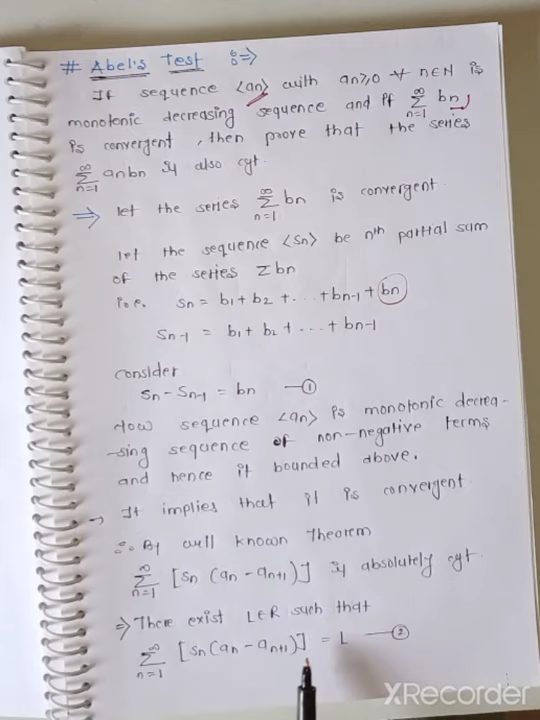 # Abel's Test :⇒
If sequence <an> with an≥0 ∀ n∈N is
monotonic decreasing sequence and if ∞∑n=1 bn
is convergent, then prove that the series
∞∑n=1 anbn is also cgt.
⇒ let the series ∞∑n=1 bn is convergent
let the sequence <Sn> be nth partial sum
of the series Σbn
i.e. Sn = b1 + b2 + ... + bn-1 + bn
Sn-1 = b1 + b2 + ... + bn-1
consider
Sn - Sn-1 = bn —①
Now sequence <an> is monotonic decrea-
-sing sequence of non-negative terms
and hence it bounded above.
→ It implies that it is convergent.
∴ By well known Theorem
∞∑n=1 [Sn (an - an+1)] is absolutely cgt.
⇒ There exist L∈R such that
∞∑n=1 [Sn (an - an+1)] = L —②
XRecorder